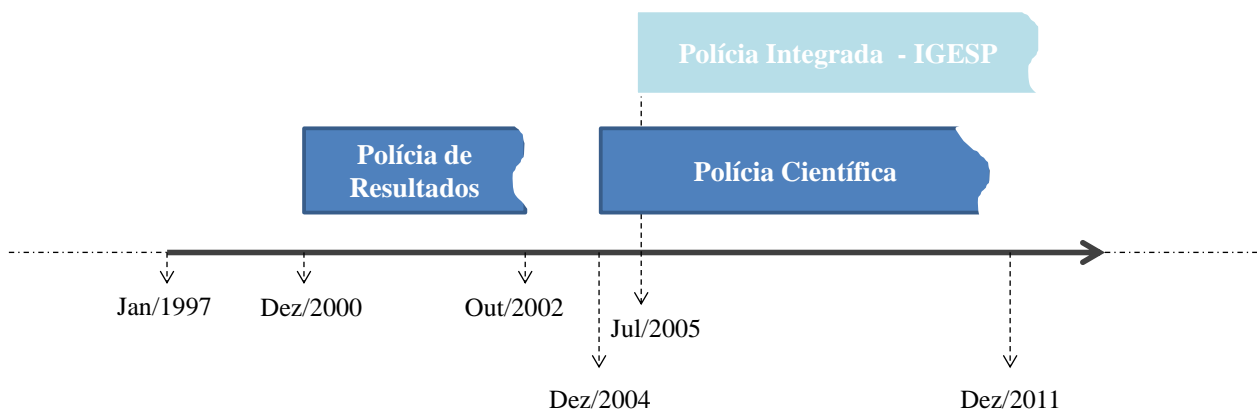 Polícia Integrada - IGESP
Polícia de
Resultados
Polícia Científica
Jan/1997
Dez/2000
Out/2002
Jul/2005
Dez/2004
Dez/2011